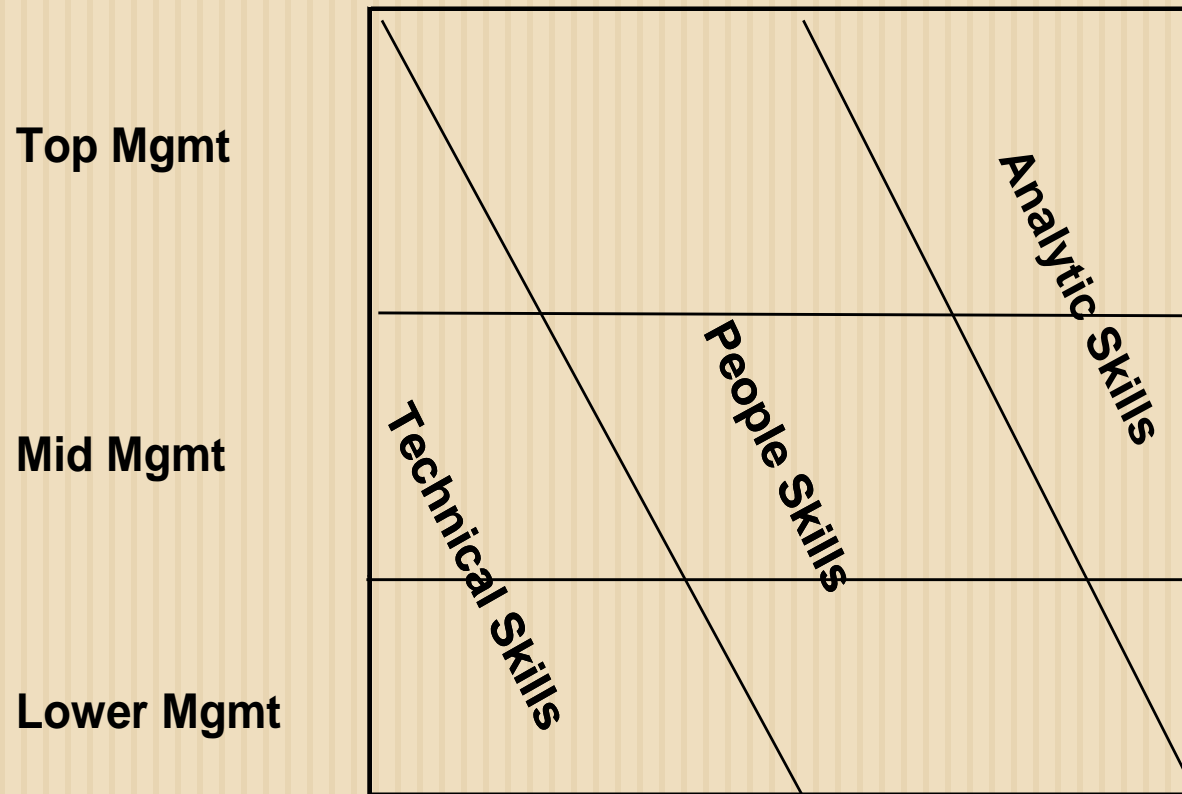 Top Mgmt
Analytic Skills
People Skills
Mid Mgmt
Technical Skills
Lower Mgmt